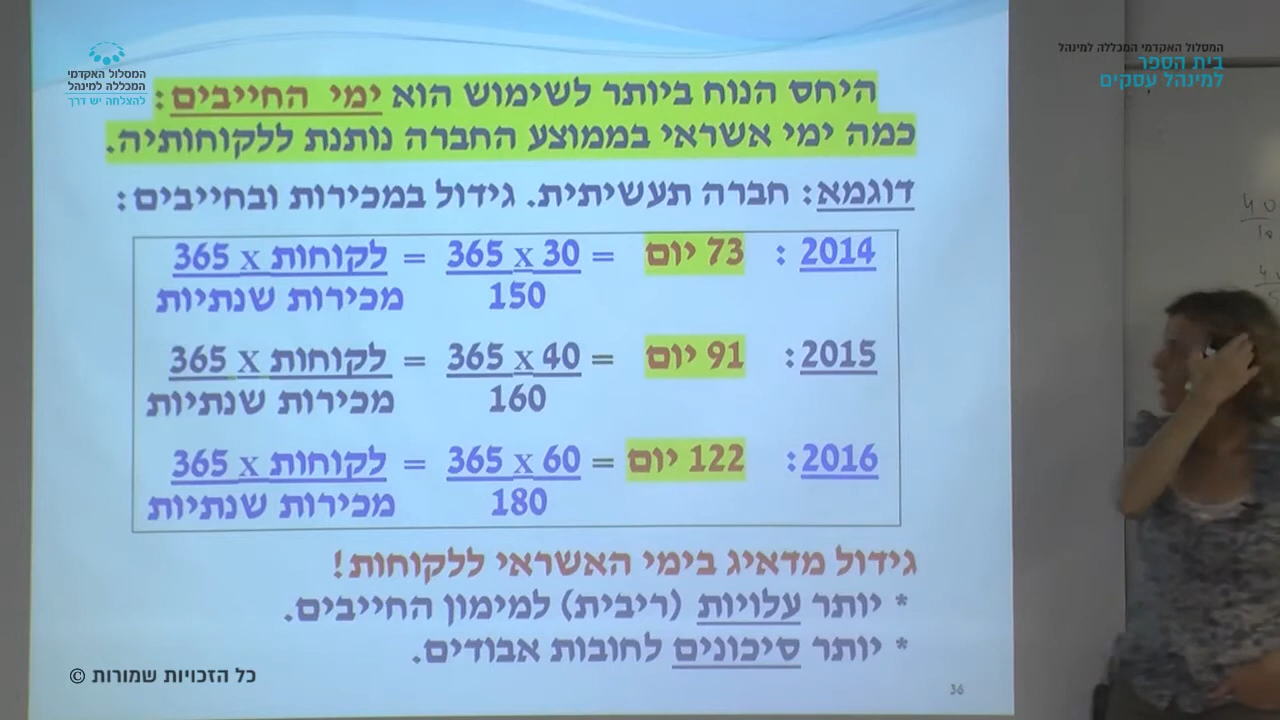 המסלול האקדמי המכללה למינהל
בית הספר
למינהל עסקים
המסלול האקדמי
המכללה למינהל
להצלחה יש דרך
היחס הנוח ביותר לשימוש הוא ימי החייבים:
כמה ימי אשראי בממוצע החברה נותנת ללקוחותיה.
דוגמא: חברה תעשיתית. גידול במכירות ובחייבים:
2014 : 73 יום = 365 x 30 = לקוחות x 365
150 מכירות שנתיות
2015: 91 יום = 365 x 40 = לקוחות x 365
160 מכירות שנתיות
2016: 122 יום = 365 x 60 = לקוחות x 365
180 מכירות שנתיות
גידול מדאיג בימי האשראי ללקוחות!
* יותר עלויות (ריבית) למימון החייבים.
* יותר סיכונים לחובות אבודים.
כל הזכויות שמורות ©
36
40